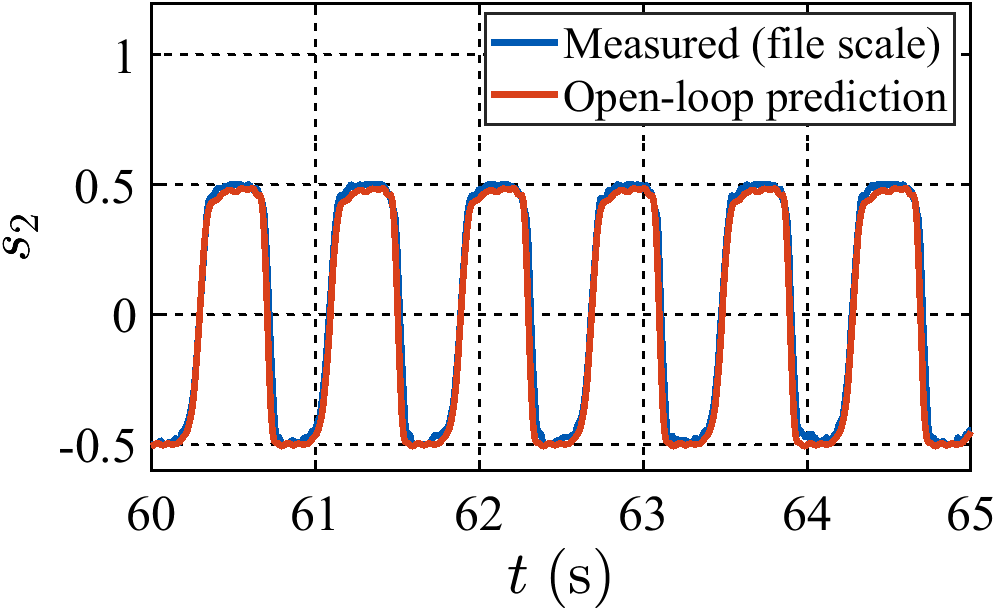 Measured (file scale)
Open-loop prediction
1
0.5
0
-0.5
s2
60 61 62 63 64 65
t (s)